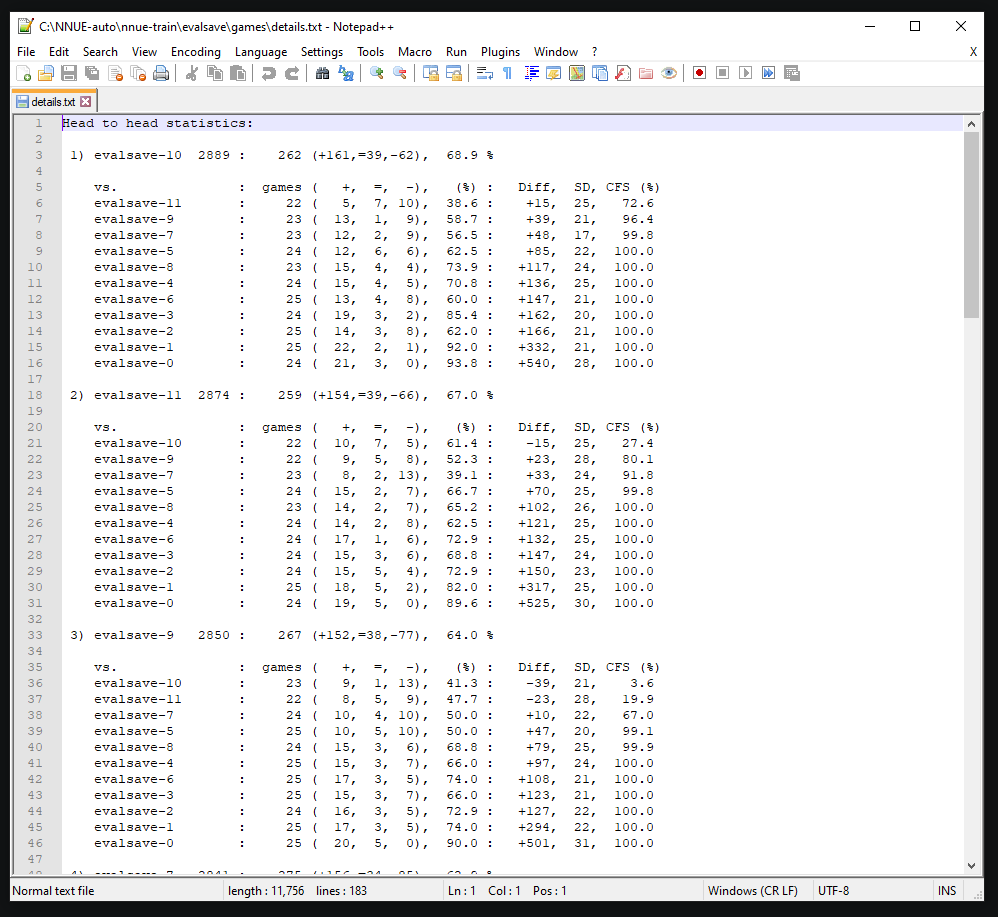 C:\NNUE-auto\nnue-train\evalsave\games\details.txt - Notepad++
File Edit Search View Encoding Language Settings Tools Macro Run Plugins Window ? X
details.txt
1 Head to head statistics:
2
3 1) evalsave-10 2889 : 262 (+161,=39,-62), 68.9 %
4
5 vs. : games ( +, =, -), (%) : Diff, SD, CFS (%)
6 evalsave-11 : 22 ( 5, 7, 10), 38.6 : +15, 25, 72.6
7 evalsave-9 : 23 ( 13, 1, 9), 58.7 : +39, 21, 96.4
8 evalsave-7 : 23 ( 12, 2, 9), 56.5 : +48, 17, 99.8
9 evalsave-5 : 24 ( 12, 6, 6), 62.5 : +85, 22, 100.0
10 evalsave-8 : 23 ( 15, 4, 4), 73.9 : +117, 24, 100.0
11 evalsave-4 : 24 ( 15, 4, 5), 70.8 : +136, 25, 100.0
12 evalsave-6 : 25 ( 13, 4, 8), 60.0 : +147, 21, 100.0
13 evalsave-3 : 24 ( 19, 3, 2), 85.4 : +162, 20, 100.0
14 evalsave-2 : 25 ( 14, 3, 8), 62.0 : +166, 21, 100.0
15 evalsave-1 : 25 ( 22, 2, 1), 92.0 : +332, 21, 100.0
16 evalsave-0 : 24 ( 21, 3, 0), 93.8 : +540, 28, 100.0
17
18 2) evalsave-11 2874 : 259 (+154,=39,-66), 67.0 %
19
20 vs. : games ( +, =, -), (%) : Diff, SD, CFS (%)
21 evalsave-10 : 22 ( 10, 7, 5), 61.4 : -15, 25, 27.4
22 evalsave-9 : 22 ( 9, 5, 8), 52.3 : +23, 28, 80.1
23 evalsave-7 : 23 ( 8, 2, 13), 39.1 : +33, 24, 91.8
24 evalsave-5 : 24 ( 15, 2, 7), 66.7 : +70, 25, 99.8
25 evalsave-8 : 23 ( 14, 2, 7), 65.2 : +102, 26, 100.0
26 evalsave-4 : 24 ( 14, 2, 8), 62.5 : +121, 25, 100.0
27 evalsave-6 : 24 ( 17, 1, 6), 72.9 : +132, 25, 100.0
28 evalsave-3 : 24 ( 15, 3, 6), 68.8 : +147, 24, 100.0
29 evalsave-2 : 24 ( 15, 5, 4), 72.9 : +150, 23, 100.0
30 evalsave-1 : 25 ( 18, 5, 2), 82.0 : +317, 25, 100.0
31 evalsave-0 : 24 ( 19, 5, 0), 89.6 : +525, 30, 100.0
32
33 3) evalsave-9 2850 : 267 (+152,=38,-77), 64.0 %
34
35 vs. : games ( +, =, -), (%) : Diff, SD, CFS (%)
36 evalsave-10 : 23 ( 9, 1, 13), 41.3 : -39, 21, 3.6
37 evalsave-11 : 22 ( 8, 5, 9), 47.7 : -23, 28, 19.9
38 evalsave-7 : 24 ( 10, 4, 10), 50.0 : +10, 22, 67.0
39 evalsave-5 : 25 ( 10, 5, 10), 50.0 : +47, 20, 99.1
40 evalsave-8 : 24 ( 15, 3, 6), 68.8 : +79, 25, 99.9
41 evalsave-4 : 25 ( 15, 3, 7), 66.0 : +97, 24, 100.0
42 evalsave-6 : 25 ( 17, 3, 5), 74.0 : +108, 21, 100.0
43 evalsave-3 : 25 ( 15, 3, 7), 66.0 : +123, 21, 100.0
44 evalsave-2 : 24 ( 16, 3, 5), 72.9 : +127, 22, 100.0
45 evalsave-1 : 25 ( 17, 3, 5), 74.0 : +294, 22, 100.0
46 evalsave-0 : 25 ( 20, 5, 0), 90.0 : +501, 31, 100.0
47
Normal text file length : 11,756 lines : 183 Ln : 1 Col : 1 Pos : 1 Windows (CR LF) UTF-8 INS